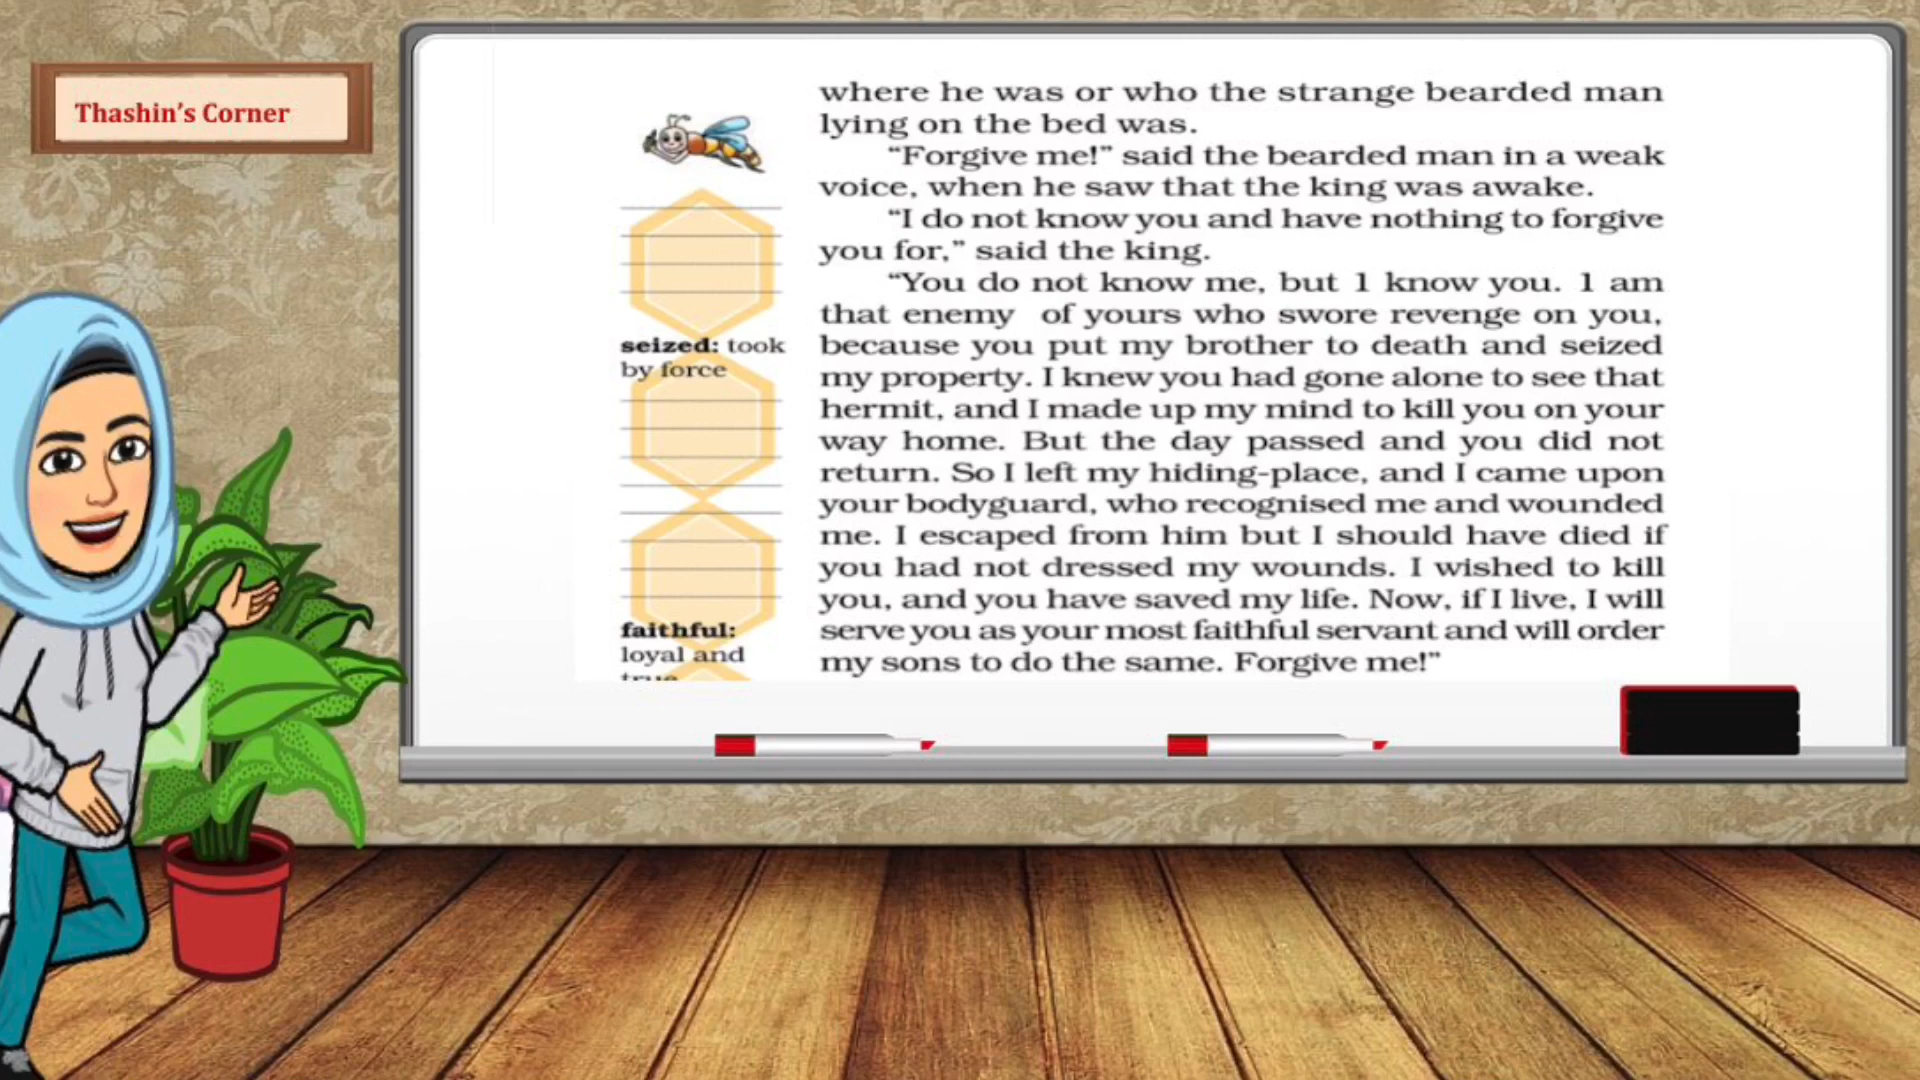 Thashin's Corner
where he was or who the strange bearded man
lying on the bed was.
“Forgive me!” said the bearded man in a weak
voice, when he saw that the king was awake.
“I do not know you and have nothing to forgive
you for,” said the king.
“You do not know me, but 1 know you. 1 am
that enemy of yours who swore revenge on you,
because you put my brother to death and seized
my property. I knew you had gone alone to see that
hermit, and I made up my mind to kill you on your
way home. But the day passed and you did not
return. So I left my hiding-place, and I came upon
your bodyguard, who recognised me and wounded
me. I escaped from him but I should have died if
you had not dressed my wounds. I wished to kill
you, and you have saved my life. Now, if I live, I will
serve you as your most faithful servant and will order
my sons to do the same. Forgive me!”
seized: took
by force
faithful:
loyal and
true